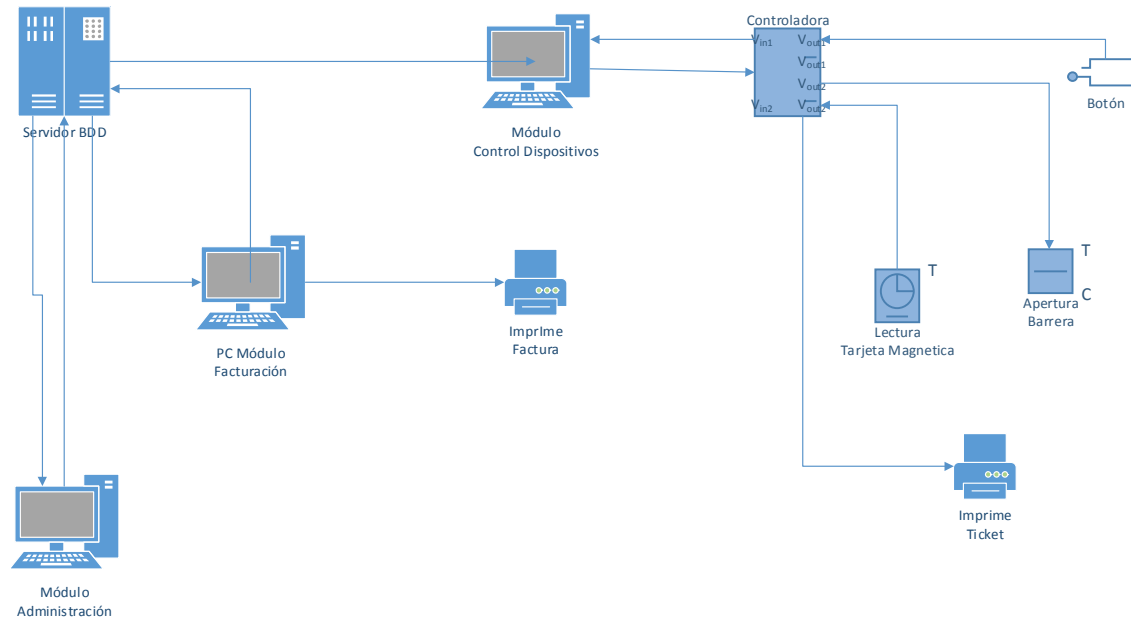 Controladora
Vin1
Vout1
Vout1
Vout2
Vin2
Vout2
Botón
Servidor BDD
Módulo
Control Dispositivos
T
C
Apertura
Barrera
T
Lectura
Tarjeta Magnetica
ImprIme
Factura
PC Módulo
Facturación
Imprime
Ticket
Módulo
Administración